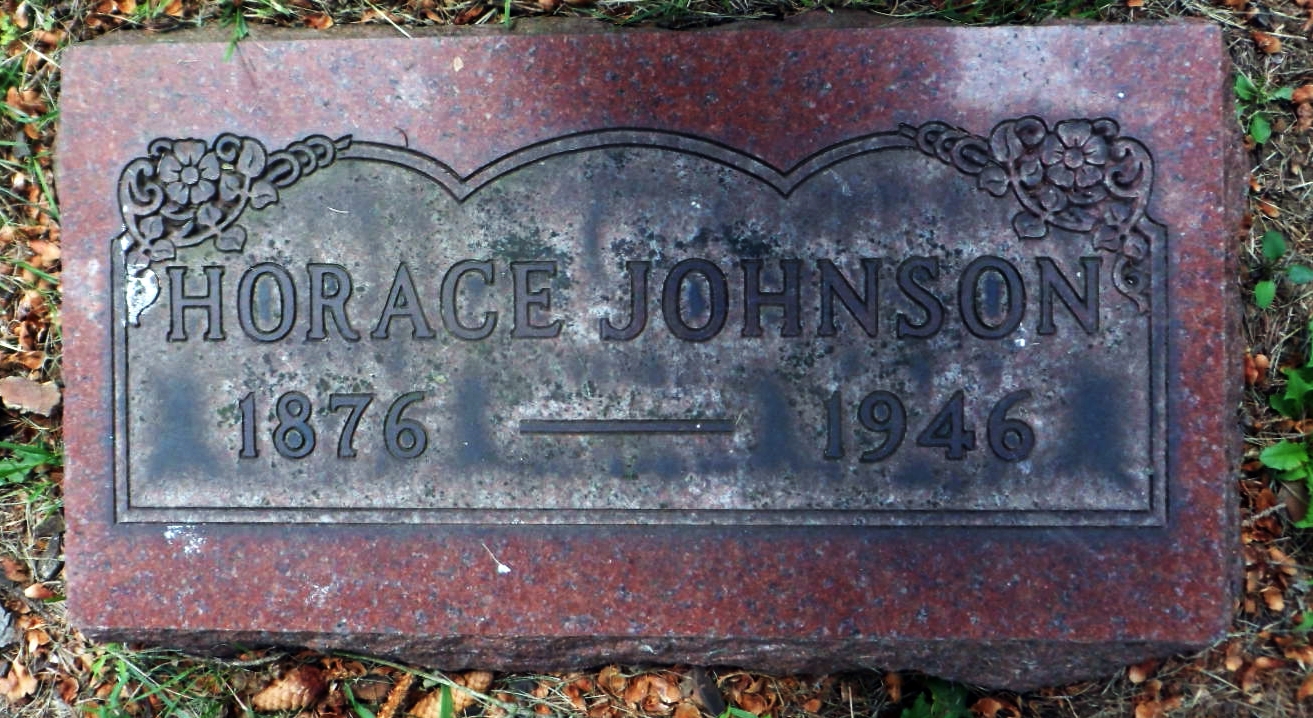 HORACE JOHNSON
1876 — 1946